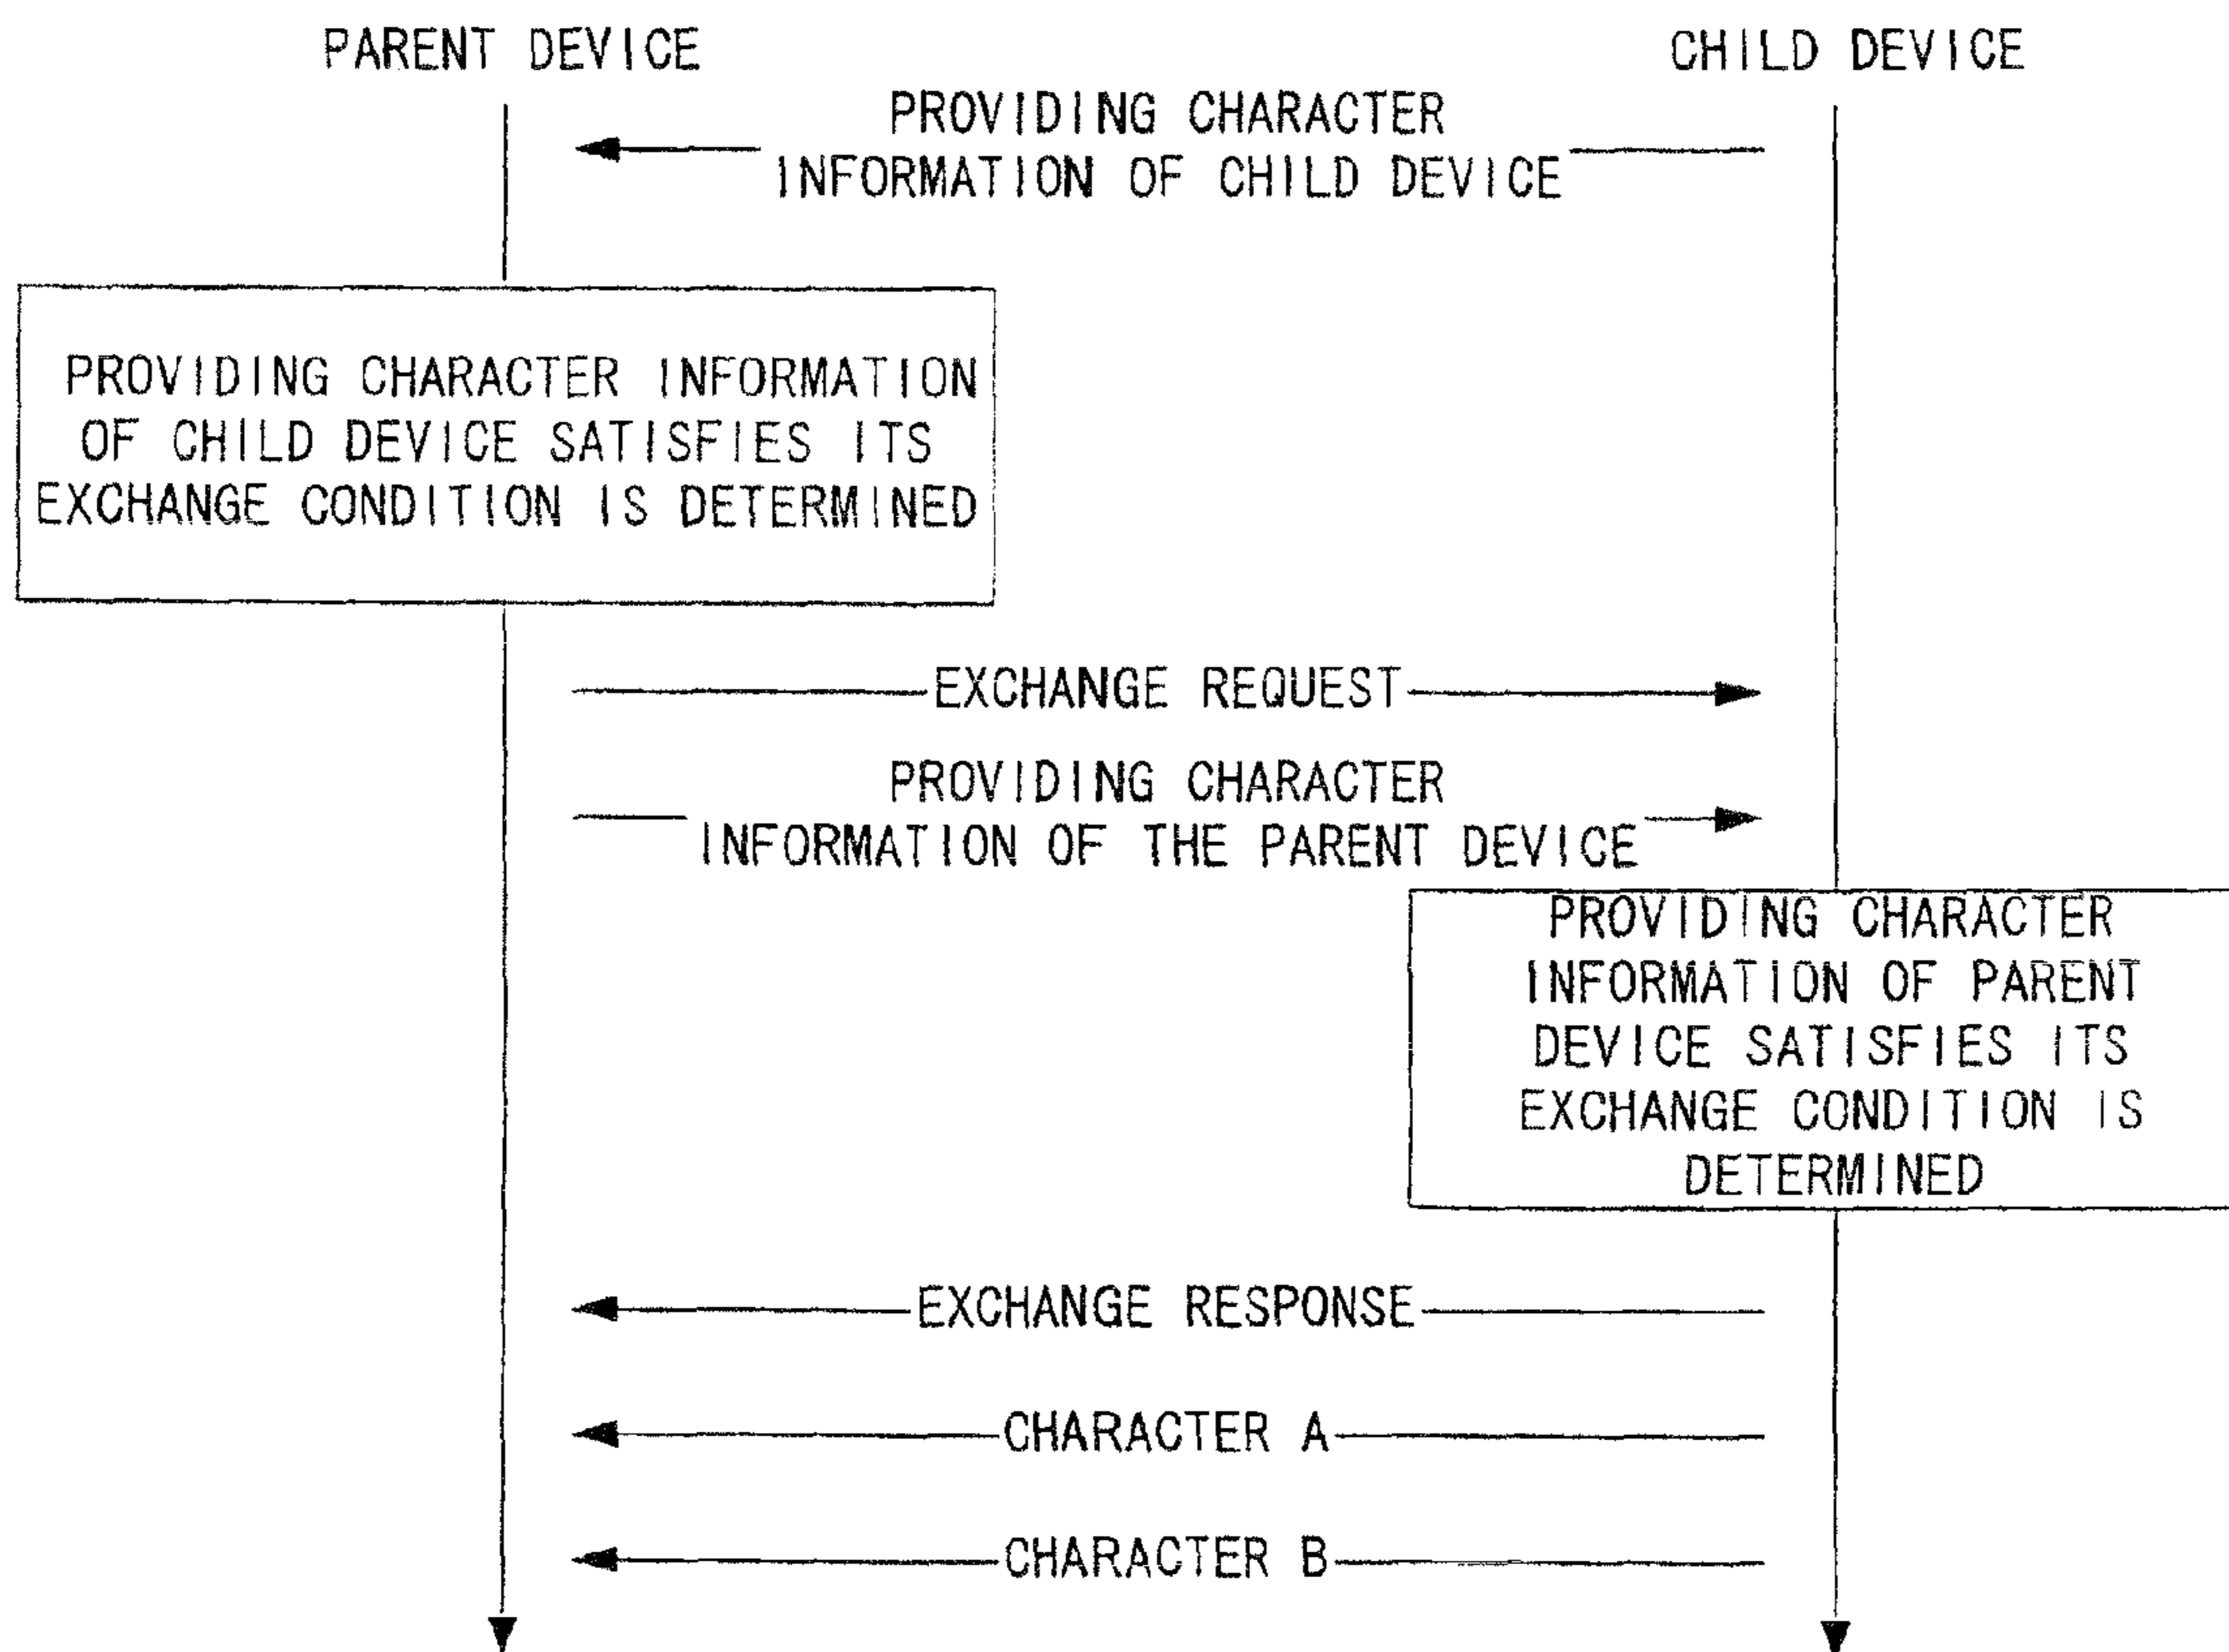 PARENT DEVICE
CHILD DEVICE
PROVIDING CHARACTER
INFORMATION OF CHILD DEVICE
PROVIDING CHARACTER INFORMATION
OF CHILD DEVICE SATISFIES ITS
EXCHANGE CONDITION IS DETERMINED
EXCHANGE REQUEST
PROVIDING CHARACTER
INFORMATION OF THE PARENT DEVICE
PROVIDING CHARACTER
INFORMATION OF PARENT
DEVICE SATISFIES ITS
EXCHANGE CONDITION IS
DETERMINED
EXCHANGE RESPONSE
CHARACTER A
CHARACTER B